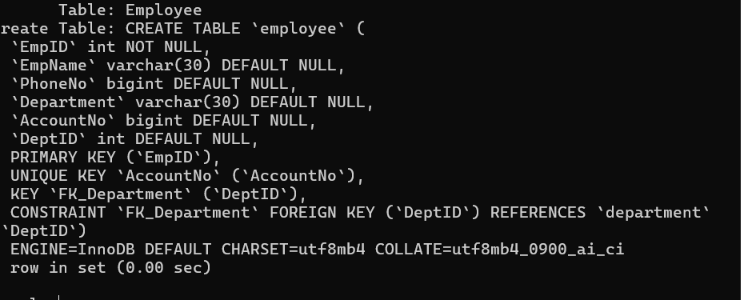 Table: Employee
reate Table: CREATE TABLE `employee` (
`EmpID` int NOT NULL,
`EmpName` varchar(30) DEFAULT NULL,
`PhoneNo` bigint DEFAULT NULL,
`Department` varchar(30) DEFAULT NULL,
`AccountNo` bigint DEFAULT NULL,
`DeptID` int DEFAULT NULL,
PRIMARY KEY (`EmpID`),
UNIQUE KEY `AccountNo` (`AccountNo`),
KEY `FK_Department` (`DeptID`),
CONSTRAINT `FK_Department` FOREIGN KEY (`DeptID`) REFERENCES `department`
`DeptID`)
ENGINE=InnoDB DEFAULT CHARSET=utf8mb4 COLLATE=utf8mb4_0900_ai_ci
row in set (0.00 sec)